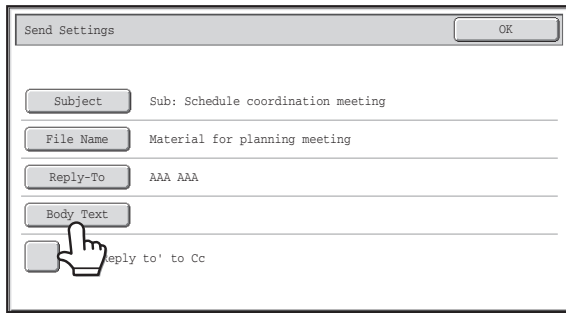 Send Settings
OK
Subject Sub: Schedule coordination meeting
File Name Material for planning meeting
Reply-To AAA AAA
Body Text
to' to Cc